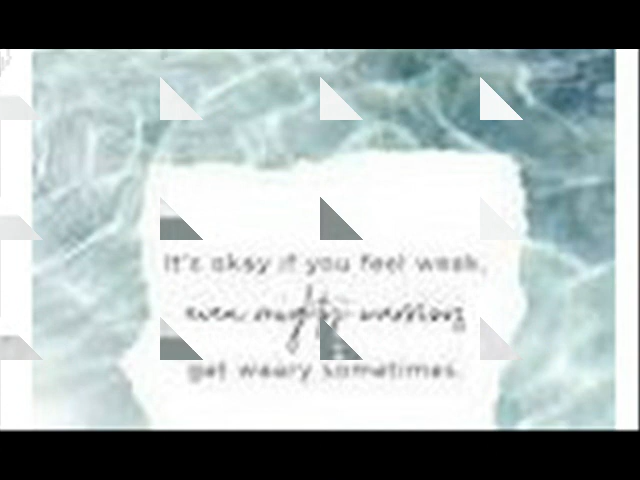 It's okay if you feel weak,
even mighty warriors
get weary sometimes.